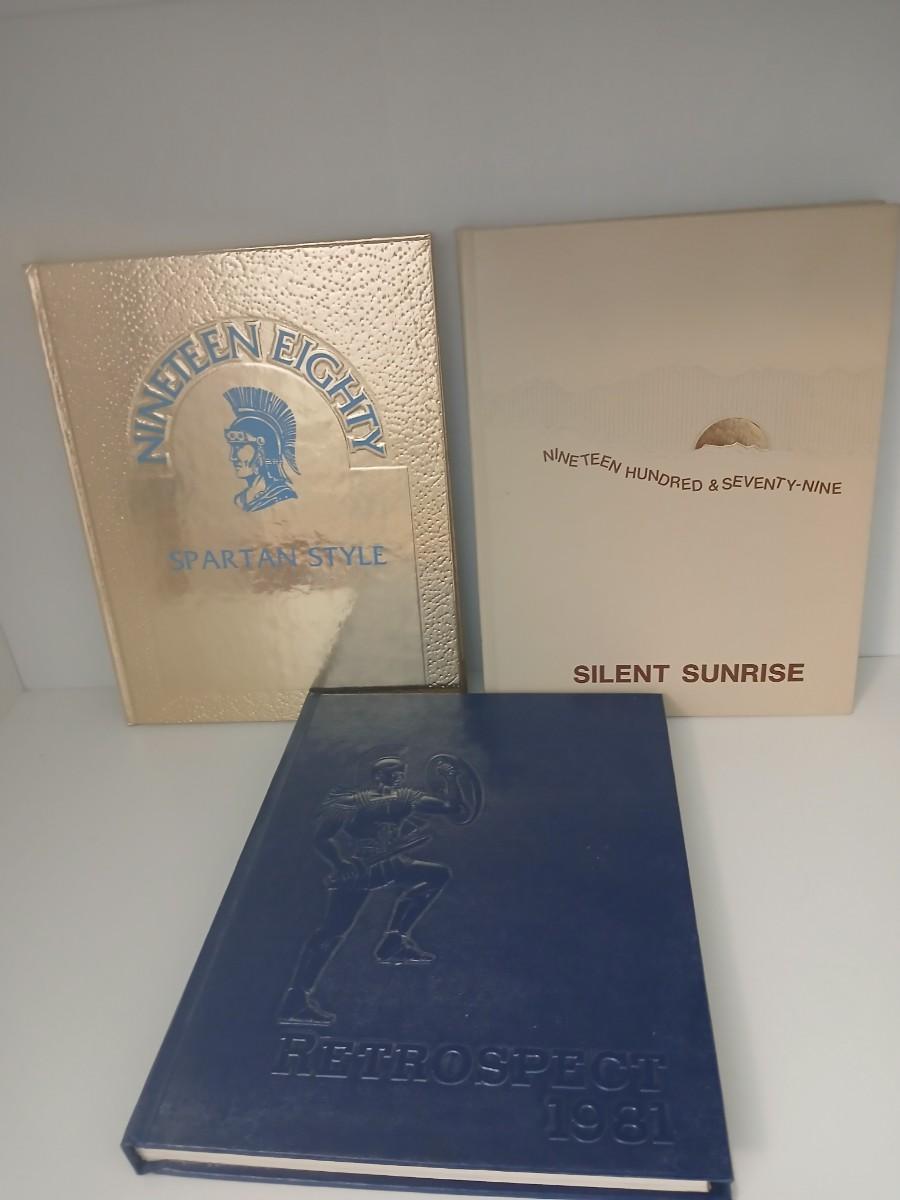 NINETEEN EIGHTY
SPARTAN STYLE
NINETEEN HUNDRED & SEVENTY-NINE
SILENT SUNRISE
RETROSPECT
1981